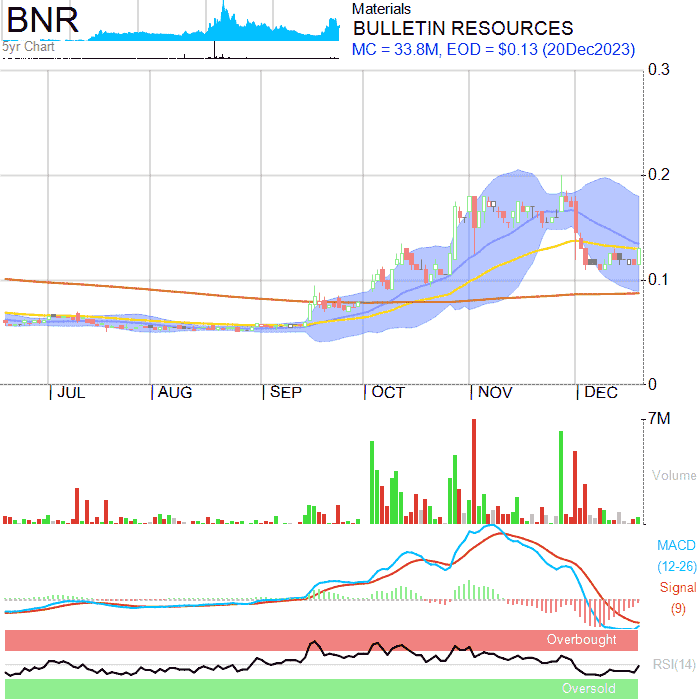 BNR
5yr Chart
Materials
BULLETIN RESOURCES
MC = 33.8M, EOD = $0.13 (20Dec2023)
0.3
0.2
0.1
0
JUL AUG SEP OCT NOV DEC
7M
Volume
MACD
(12-26)
Signal
(9)
Overbought
RSI(14)
Oversold